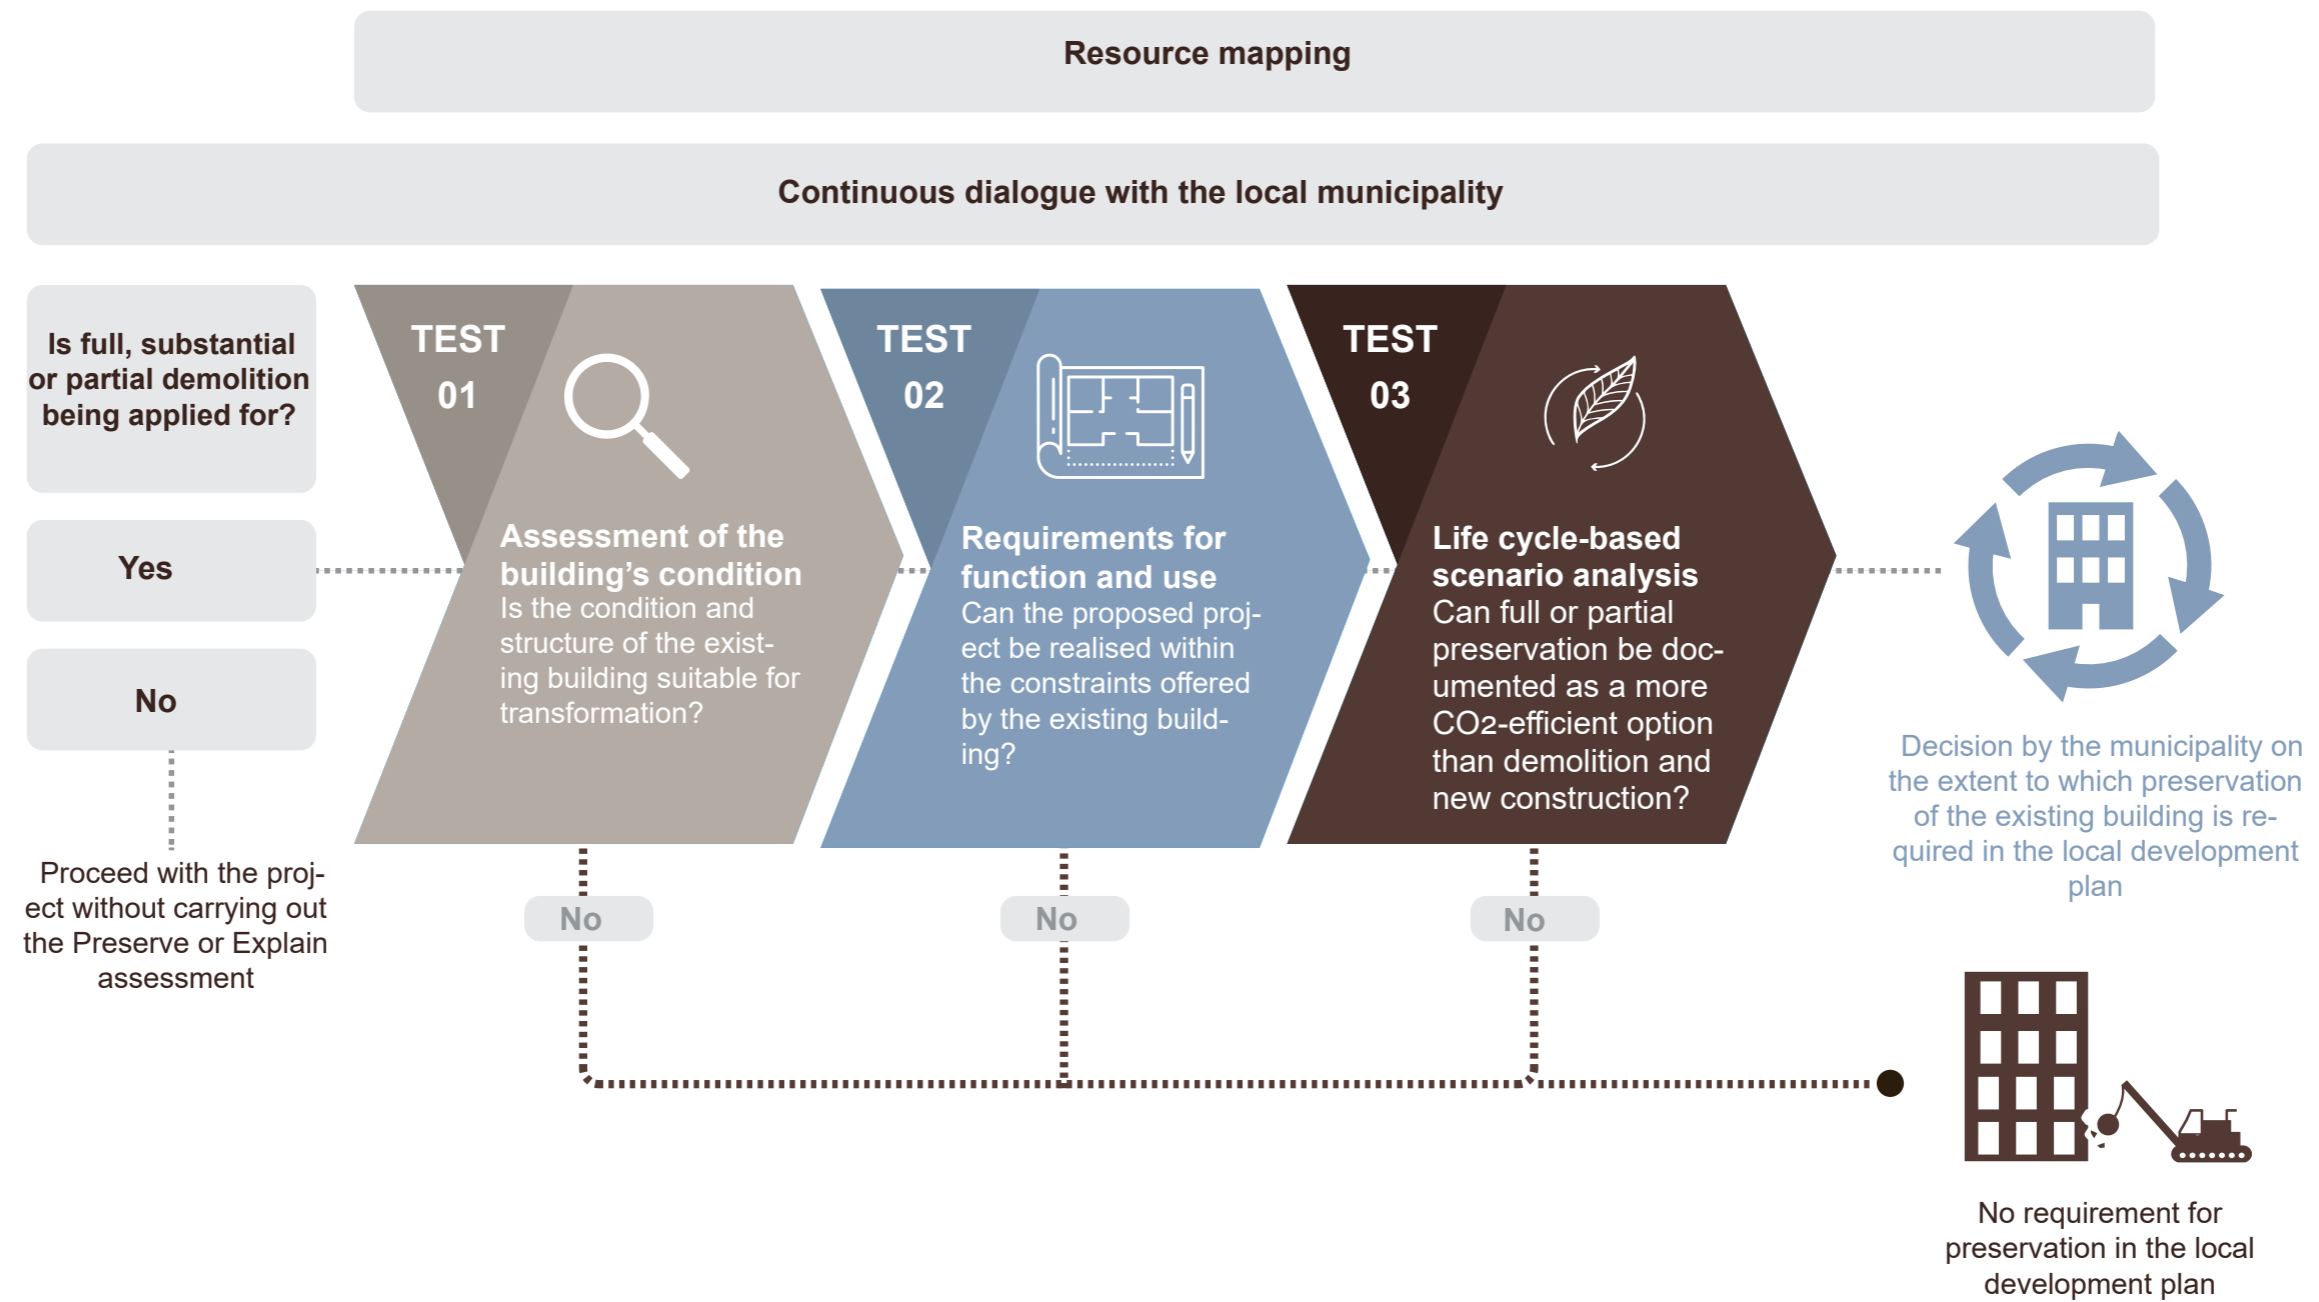 Resource mapping
Continuous dialogue with the local municipality
Is full, substantial
or partial demolition
being applied for?
Yes
No
Proceed with the proj-
ect without carrying out
the Preserve or Explain
assessment
TEST
01
Assessment of the
building’s condition
Is the condition and
structure of the exist-
ing building suitable for
transformation?
No
TEST
02
Requirements for
function and use
Can the proposed proj-
ect be realised within
the constraints offered
by the existing build-
ing?
No
TEST
03
Life cycle-based
scenario analysis
Can full or partial
preservation be doc-
umented as a more
CO2-efficient option
than demolition and
new construction?
No
Decision by the municipality on
the extent to which preservation
of the existing building is re-
quired in the local development
plan
No requirement for
preservation in the local
development plan